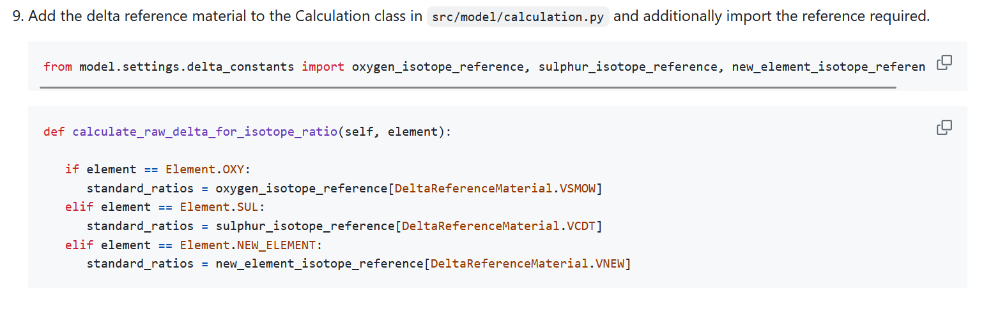 9. Add the delta reference material to the Calculation class in src/model/calculation.py and additionally import the reference required.
from model.settings.delta_constants import oxygen_isotope_reference, sulphur_isotope_reference, new_element_isotope_referen
def calculate_raw_delta_for_isotope_ratio(self, element):
if element == Element.OXY:
standard_ratios = oxygen_isotope_reference[DeltaReferenceMaterial.VSMOW]
elif element == Element.SUL:
standard_ratios = sulphur_isotope_reference[DeltaReferenceMaterial.VCDT]
elif element == Element.NEW_ELEMENT:
standard_ratios = new_element_isotope_reference[DeltaReferenceMaterial.VNEW]